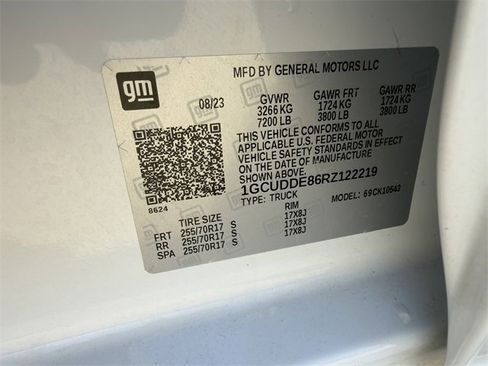 MFD BY GENERAL MOTORS LLC
gm
08/23 GVWR GAWR FRT GAWR RR
3266 KG 1724 KG 1724 KG
7200 LB 3800 LB 3800 LB
THIS VEHICLE CONFORMS TO ALL
APPLICABLE U.S. FEDERAL MOTOR
VEHICLE SAFETY STANDARDS IN EFFECT
ON THE DATE OF MANUFACTURE
1GCUDDE86RZ122219
8624 TYPE: TRUCK MODEL: 69CK10543
TIRE SIZE RIM
FRT 255/70R17 S 17X8J
RR 255/70R17 S 17X8J
SPA 255/70R17 S 17X8J